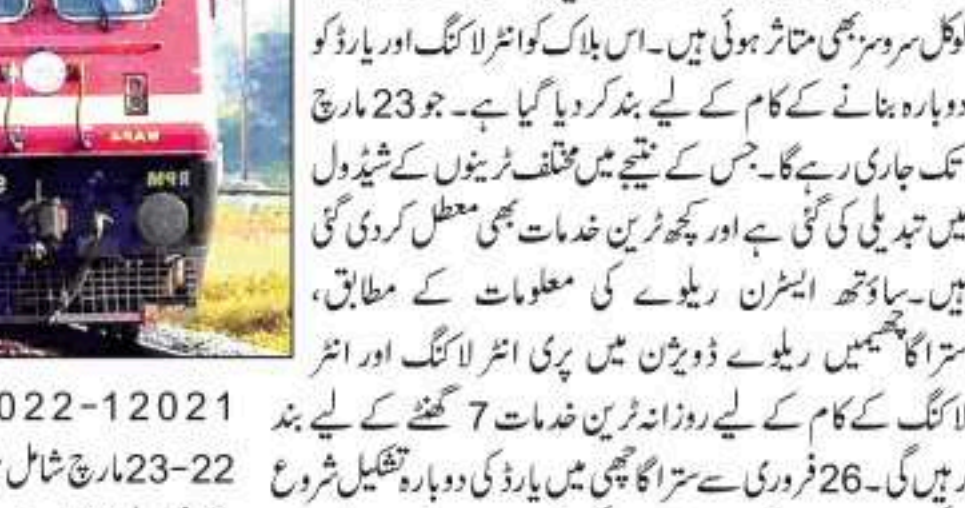 لوکل سروسز بھی متاثر ہوئی ہیں۔ اس بلاک کو انٹر لاکنگ اور یارڈ کو
دوبارہ بنانے کے کام کے لیے بند کر دیا گیا ہے۔ جو 23 مارچ
تک جاری رہے گا۔ جس کے نتیجے میں مختلف ٹرینوں کے شیڈول
میں تبدیلی کی گئی ہے اور کچھ ٹرین خدمات بھی معطل کردی گئی
ہیں۔ ساؤتھ ایسٹرن ریلوے کی معلومات کے مطابق،
ستراگاچھیمیں ریلوے ڈویژن میں پری انٹر لاکنگ اور انٹر
لاکنگ کے کام کے لیے روزانہ ٹرین خدمات 7 گھنٹے کے لیے بند
رہیں گی۔ 26 فروری سے ستراگاچھی میں یارڈ کی دوبارہ تشکیل شروع
022-12021
22-23 مارچ شامل